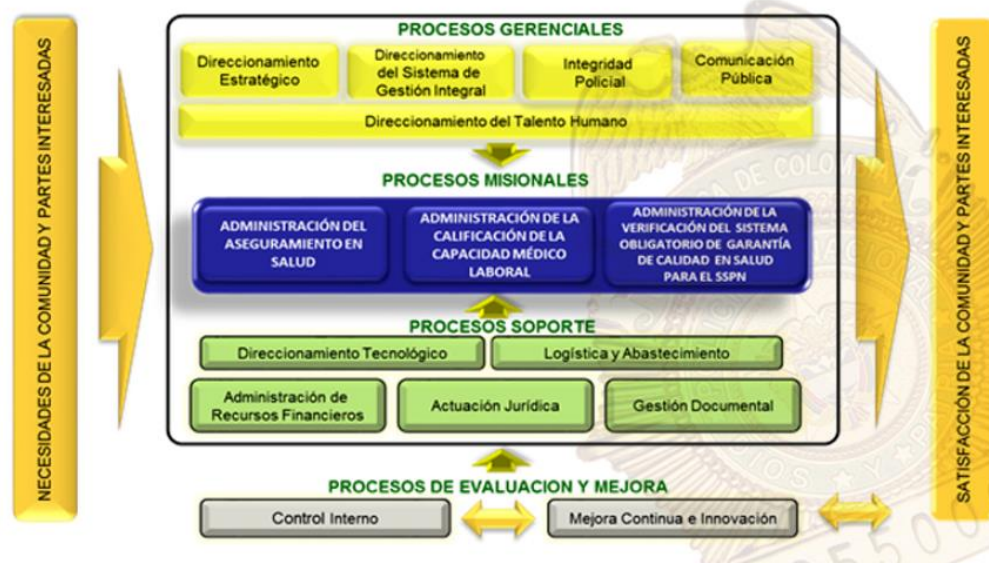 NECESIDADES DE LA COMUNIDAD Y PARTES INTERESADAS
PROCESOS GERENCIALES
Direccionamiento
Estratégico
Direccionamiento
del Sistema de
Gestión Integral
Integridad
Policial
Comunicación
Pública
Direccionamiento del Talento Humano
PROCESOS MISIONALES
ADMINISTRACIÓN DEL
ASEGURAMIENTO EN
SALUD
ADMINISTRACIÓN DE LA
CALIFICACIÓN DE LA
CAPACIDAD MÉDICO
LABORAL
ADMINISTRACIÓN DE LA
VERIFICACIÓN DEL SISTEMA
OBLIGATORIO DE GARANTÍA
DE CALIDAD EN SALUD
PARA EL SSPN
PROCESOS SOPORTE
Direccionamiento Tecnológico
Logística y Abastecimiento
Administración de
Recursos Financieros
Actuación Jurídica
Gestión Documental
PROCESOS DE EVALUACION Y MEJORA
Control Interno
Mejora Continua e Innovación
SATISFACCION DE LA COMUNIDAD Y PARTES INTERESADAS
DE COLOM